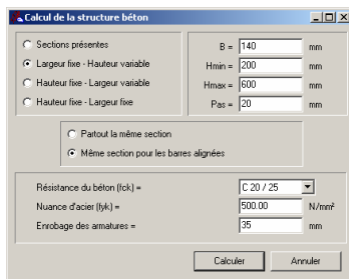 Calcul de la structure béton
Sections présentes
Largeur fixe - Hauteur variable
Hauteur fixe - Largeur variable
Hauteur fixe - Largeur fixe
B = 140 mm
Hmin = 200 mm
Hmax = 600 mm
Pas = 20 mm
Partout la même section
Même section pour les barres alignées
Résistance du béton (fck) = C 20 / 25
Nuance d'acier (fyk) = 500.00 N/mm²
Enrobage des armatures = 35 mm
Calculer Annuler